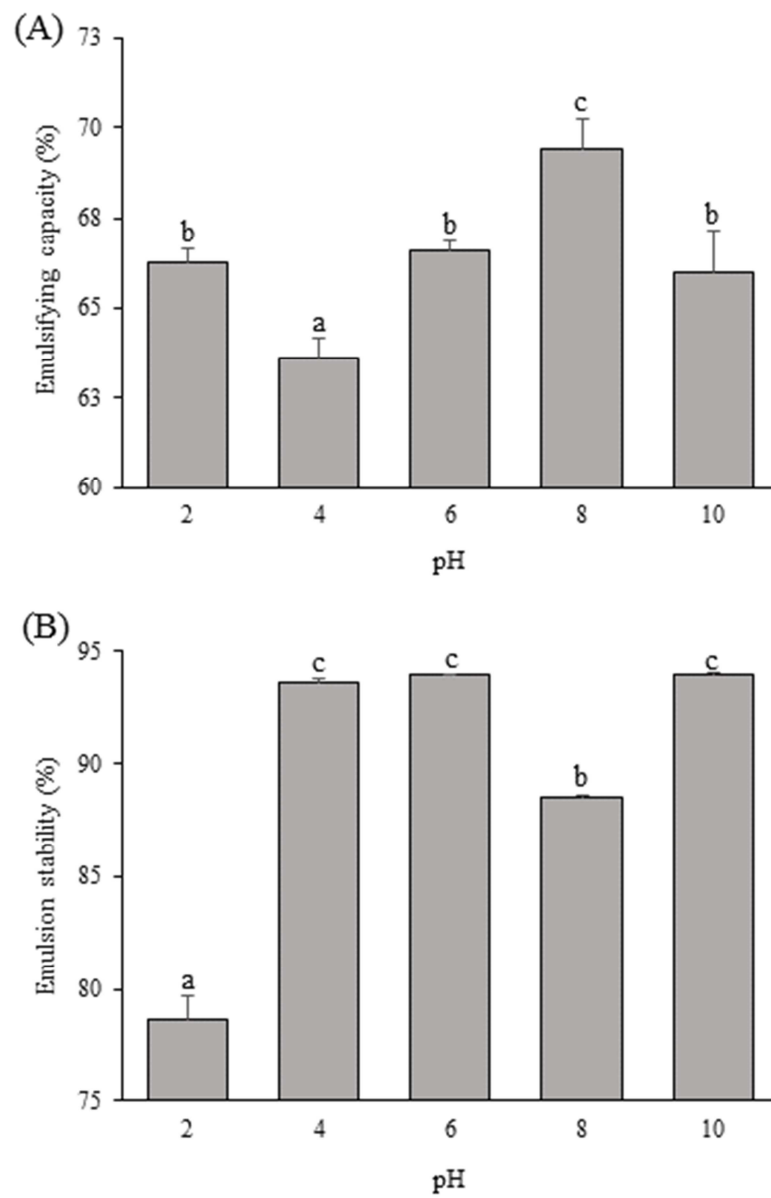 (A)
73
70
68
65
63
60
Emulsifying capacity (%)
b
a
b
c
b
2 4 6 8 10
pH
(B)
95
90
85
80
75
Emulsion stability (%)
a
c
c
b
c
2 4 6 8 10
pH